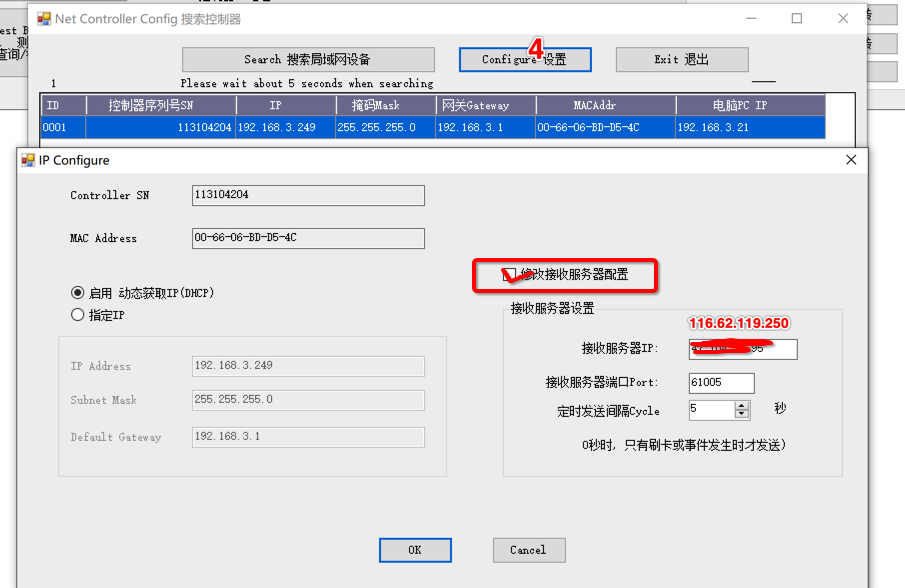 est B
测
查询/
Net Controller Config 搜索控制器
Search 搜索局域网设备
Configure 设置
4
Exit 退出
1
Please wait about 5 seconds when searching
ID 控制器序列号SN IP 掩码Mask 网关Gateway MACAddr 电脑PC IP
0001 113104204 192.168.3.249 255.255.255.0 192.168.3.1 00-66-06-BD-D5-4C 192.168.3.21
IP Configure
Controller SN 113104204
MAC Address 00-66-06-BD-D5-4C
修改接收服务器配置
启用 动态获取IP(DHCP)
指定IP
接收服务器设置
116.62.119.250
接收服务器IP:
IP Address 192.168.3.249
接收服务器端口Port: 61005
Subnet Mask 255.255.255.0
定时发送间隔Cycle 5 秒
Default Gateway 192.168.3.1
0秒时, 只有刷卡或事件发生时才发送)
OK
Cancel